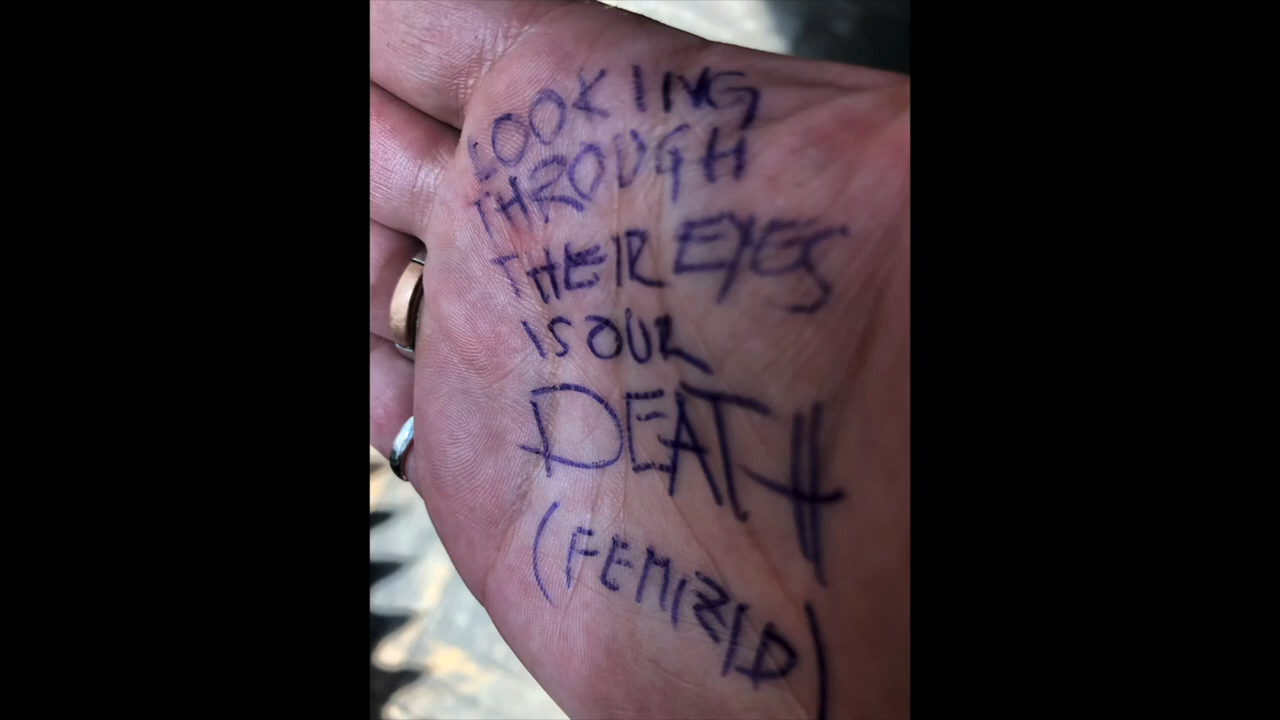 LOOKING
THROUGH
THEIR EYES
IS OUR
DEATH
(FEMIZID)